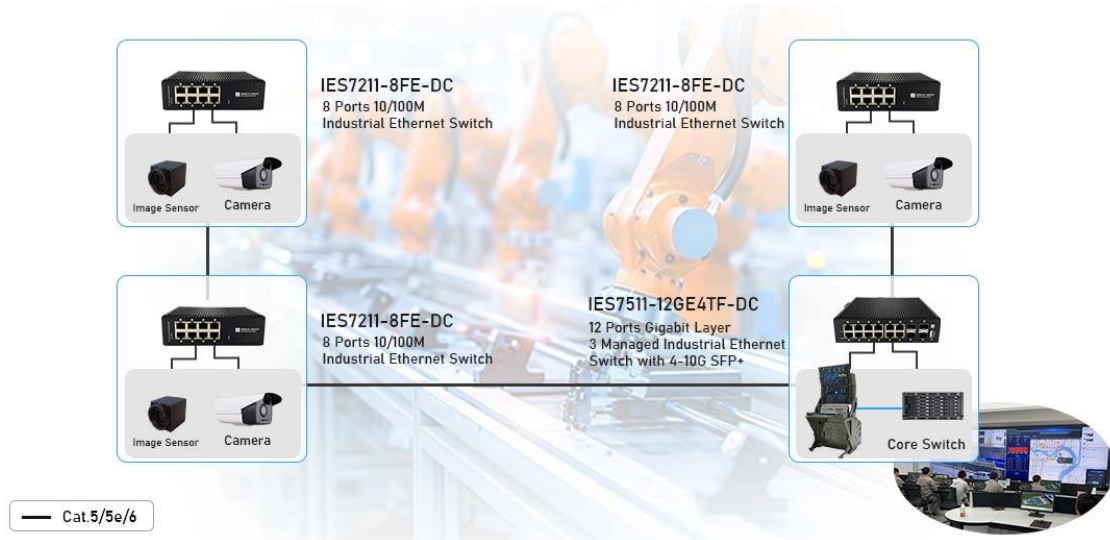 IES7211-8FE-DC
8 Ports 10/100M
Industrial Ethernet Switch
Image Sensor
Camera
IES7211-8FE-DC
8 Ports 10/100M
Industrial Ethernet Switch
Image Sensor
Camera
IES7211-8FE-DC
8 Ports 10/100M
Industrial Ethernet Switch
Image Sensor
Camera
IES7511-12GE4TF-DC
12 Ports Gigabit Layer
3 Managed Industrial Ethernet
Switch with 4-10G SFP+
Core Switch
Cat.5/5e/6